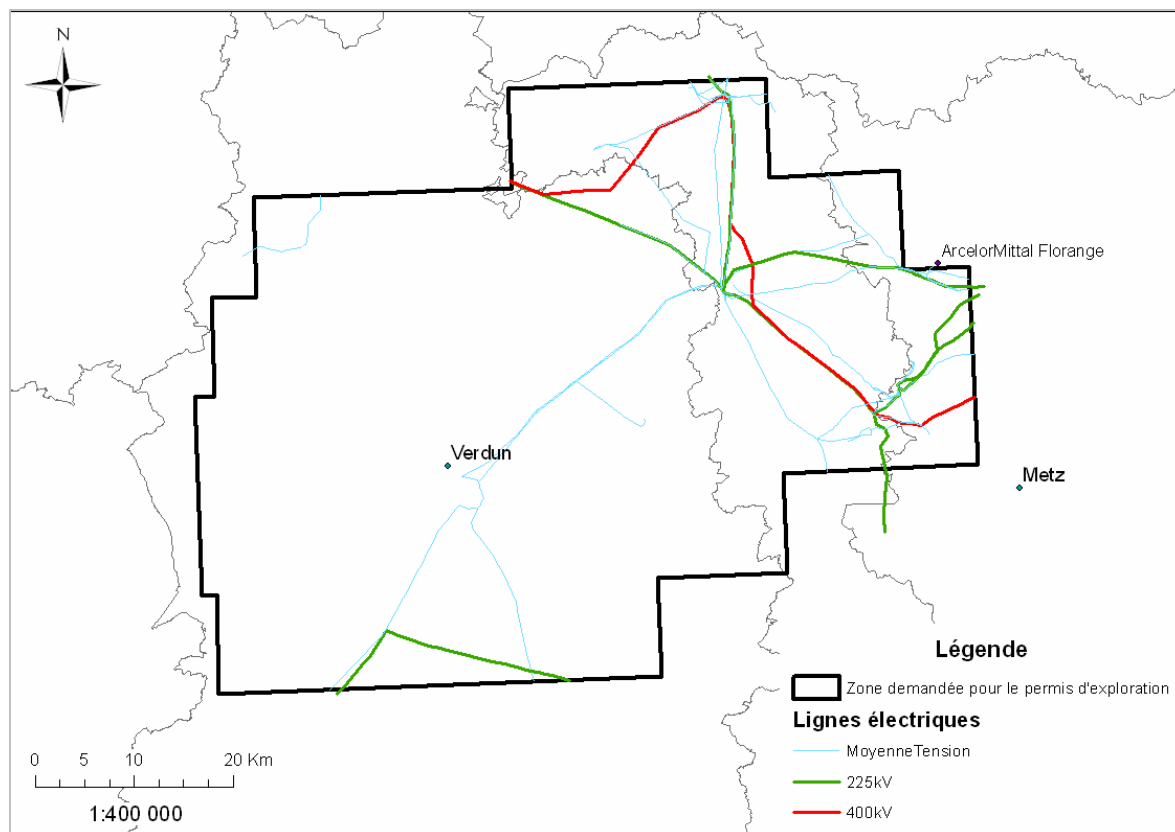 N
ArcelorMittal Florange
Verdun
Metz
Légende
Zone demandée pour le permis d'exploration
Lignes électriques
MoyenneTension
225kV
400kV
0 5 10 20 Km
1:400 000